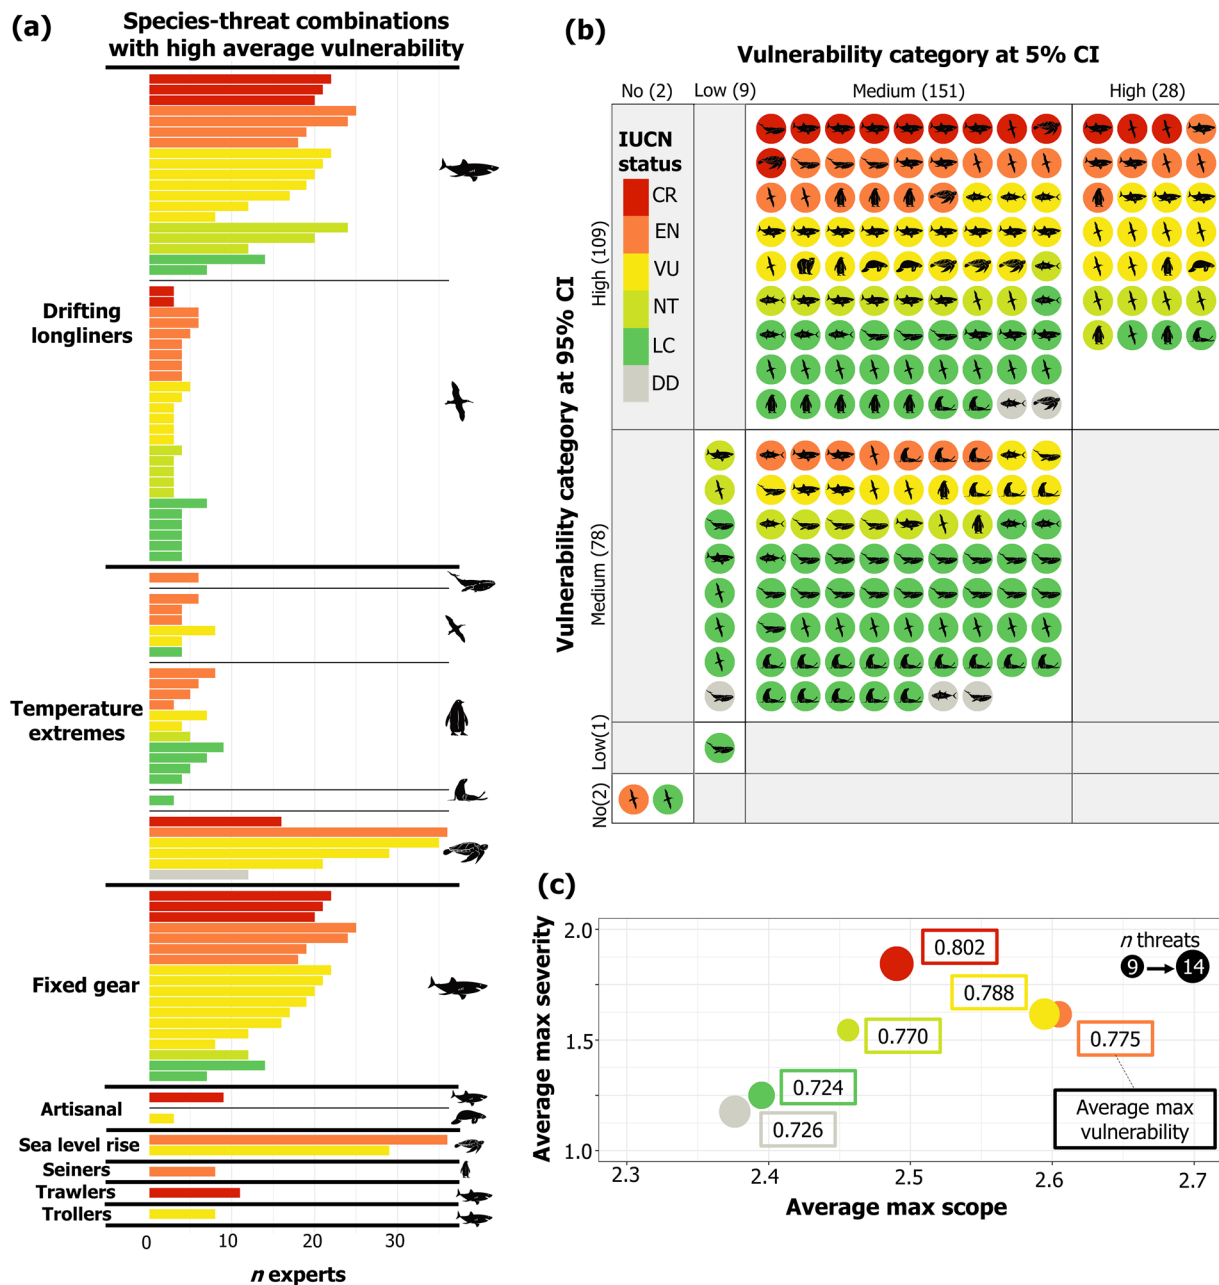 (a)
Species-threat combinations
with high average vulnerability
Drifting
longliners
Temperature
extremes
Fixed gear
Artisanal
Sea level rise
Seiners
Trawlers
Trollers
0 10 20 30
n experts
(b)
Vulnerability category at 5% CI
No (2) Low (9) Medium (151) High (28)
Vulnerability category at 95% CI
High (109)
Medium (78)
Low(1)
No(2)
IUCN
status
CR
EN
VU
NT
LC
DD
(c)
Average max severity
2.0
1.5
1.0
0.802
0.788
0.770
0.775
0.724
0.726
n threats
9 14
Average max
vulnerability
2.3 2.4 2.5 2.6 2.7
Average max scope